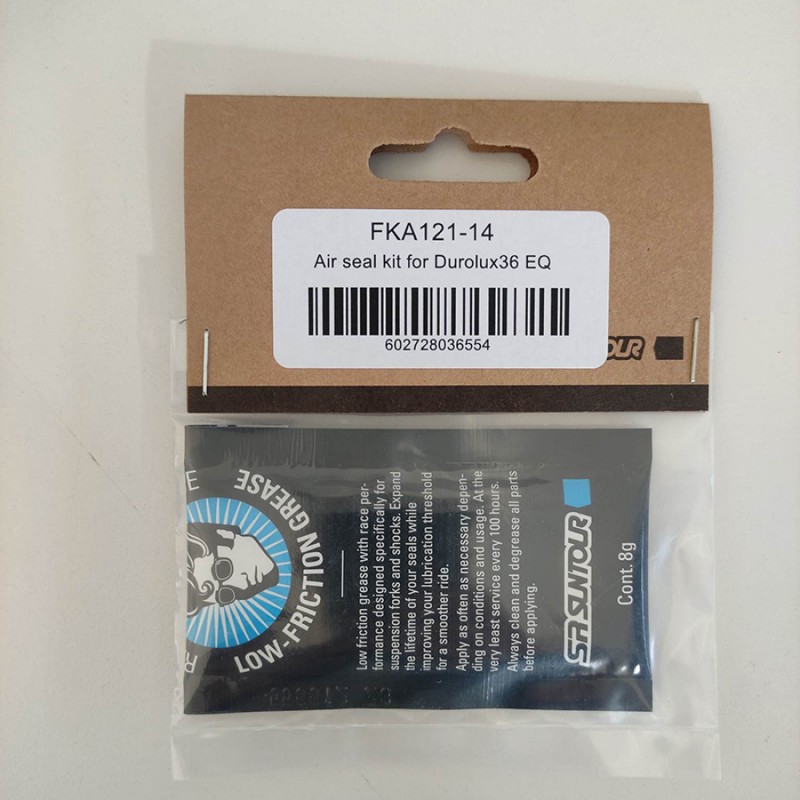 FKA121-14
Air seal kit for Durolux36 EQ
602728036554
LOW-FRICTION GREASE
Low friction grease with race per-
formance designed specifically for
suspension forks and shocks. Expand
the lifetime of your seals while
improving your lubrication threshold
for a smoother ride.
Apply as often as necessary depen-
ding on conditions and usage. At the
very least service every 100 hours.
Always clean and degrease all parts
before applying.
SR SUNTOUR
Cont. 8g